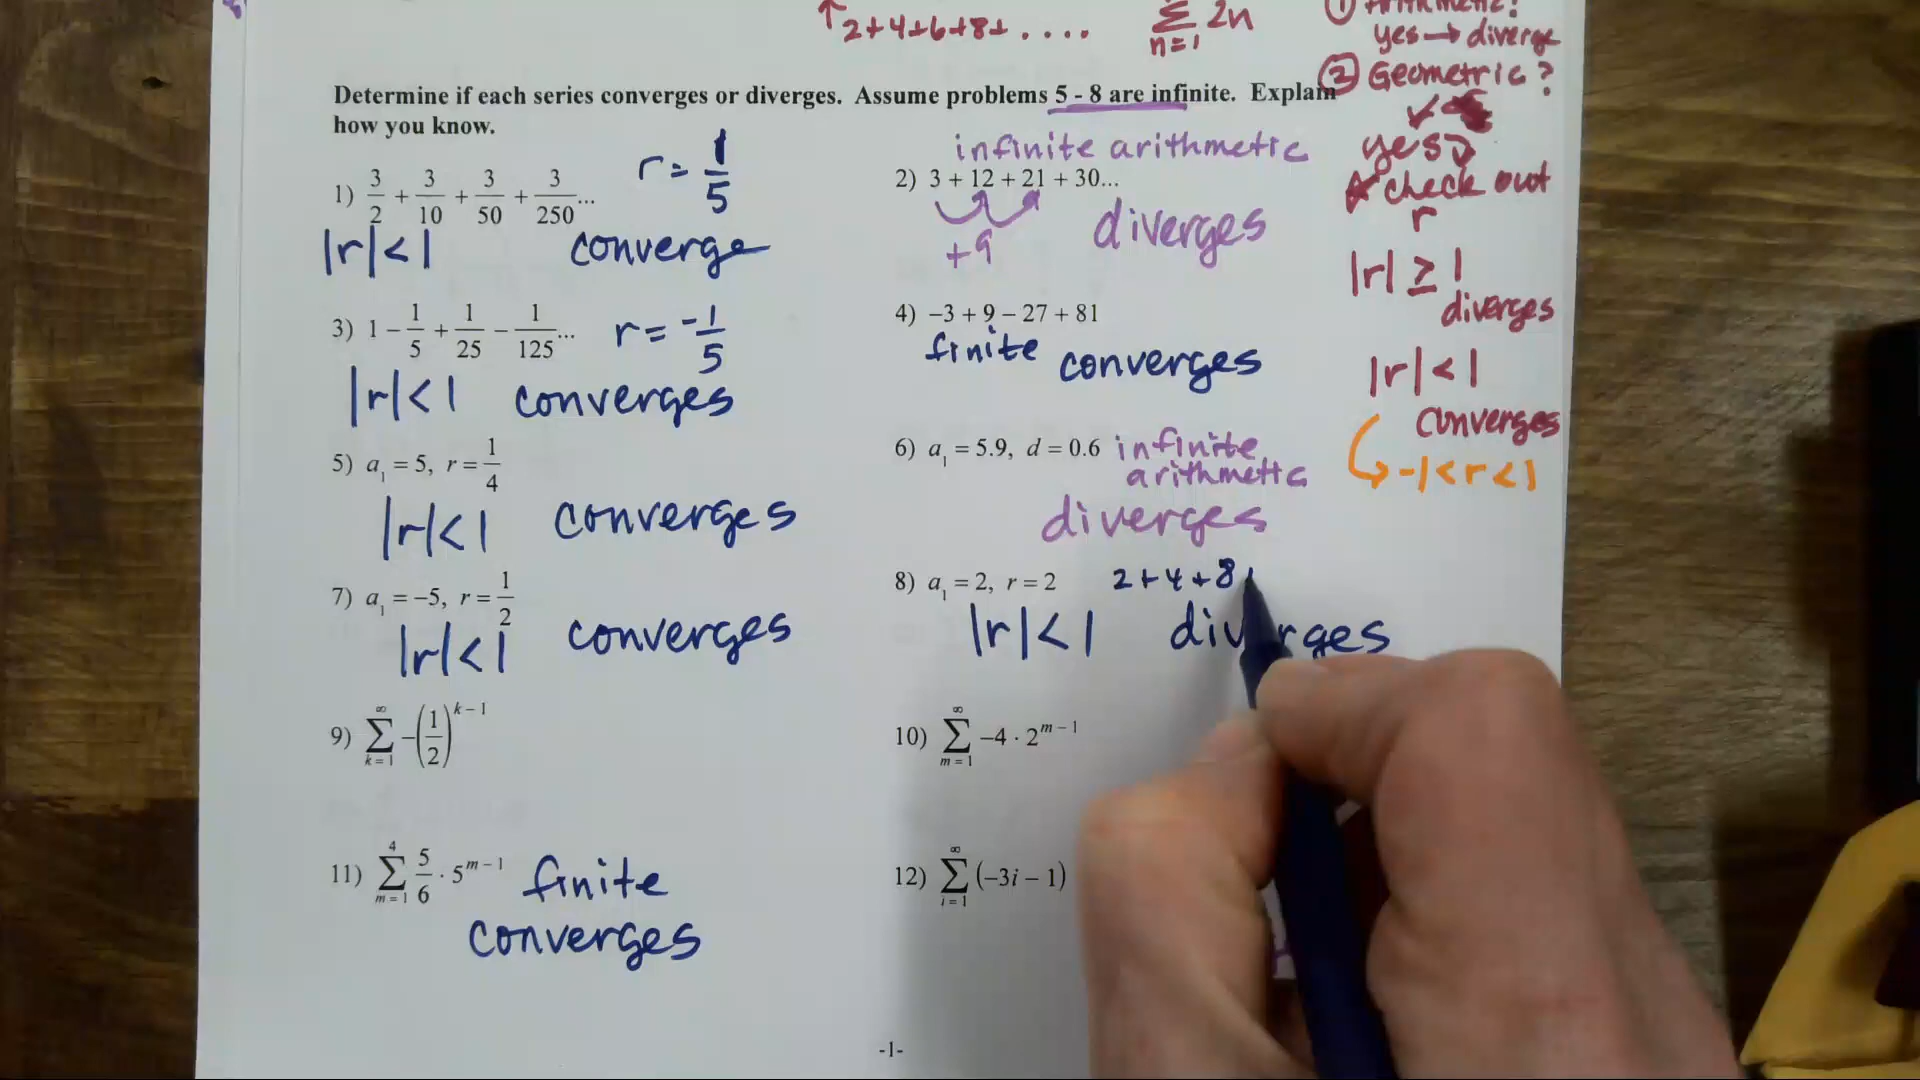 2+4+6+8+....
∑ 2n
n=1
① Arithmetic?
yes → diverge
Determine if each series converges or diverges. Assume problems 5 - 8 are infinite. Explain
how you know.
② Geometric?
yes
check out
r
|r| ≥ 1
diverges
|r| < 1
converges
-1 < r < 1
1) 3/2 + 3/10 + 3/50 + 3/250 ... r = 1/5
|r| < 1 converge
infinite arithmetic
2) 3 + 12 + 21 + 30...
+9 diverges
3) 1 − 1/5 + 1/25 − 1/125 ... r = -1/5
|r| < 1 converges
4) −3 + 9 − 27 + 81
finite converges
5) a₁ = 5, r = 1/4
|r| < 1 converges
6) a₁ = 5.9, d = 0.6 infinite
arithmetic
diverges
7) a₁ = −5, r = 1/2
|r| < 1 converges
8) a₁ = 2, r = 2 2+4+8
|r| < 1 diverges
9) ∑_{k=1}^{∞} −(1/2)^{k−1}
10) ∑_{m=1}^{∞} −4 · 2^{m−1}
11) ∑_{m=1}^{4} 5/6 · 5^{m−1} finite
converges
12) ∑_{i=1}^{∞} (−3i − 1)
-1-